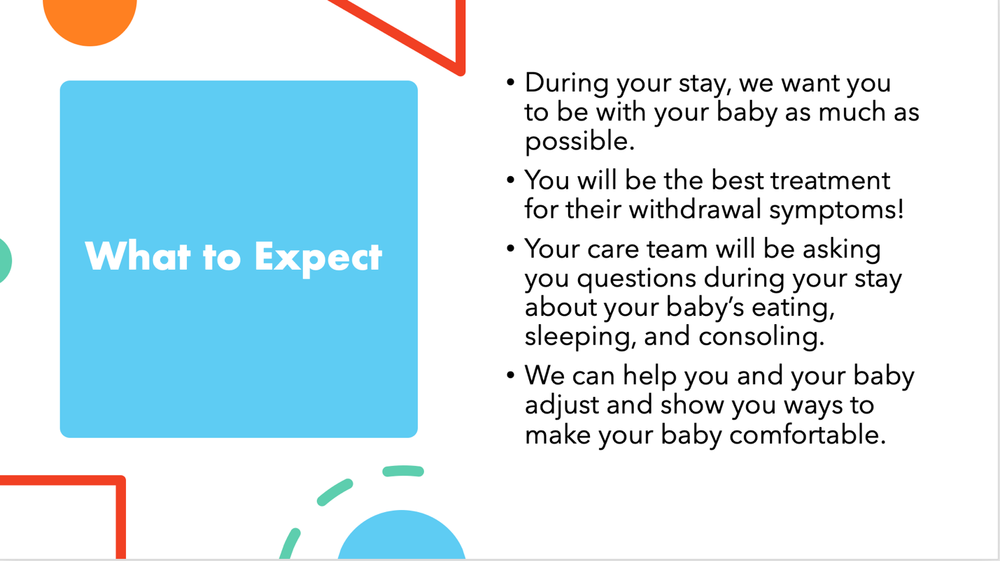 What to Expect
• During your stay, we want you
to be with your baby as much as
possible.
• You will be the best treatment
for their withdrawal symptoms!
• Your care team will be asking
you questions during your stay
about your baby’s eating,
sleeping, and consoling.
• We can help you and your baby
adjust and show you ways to
make your baby comfortable.